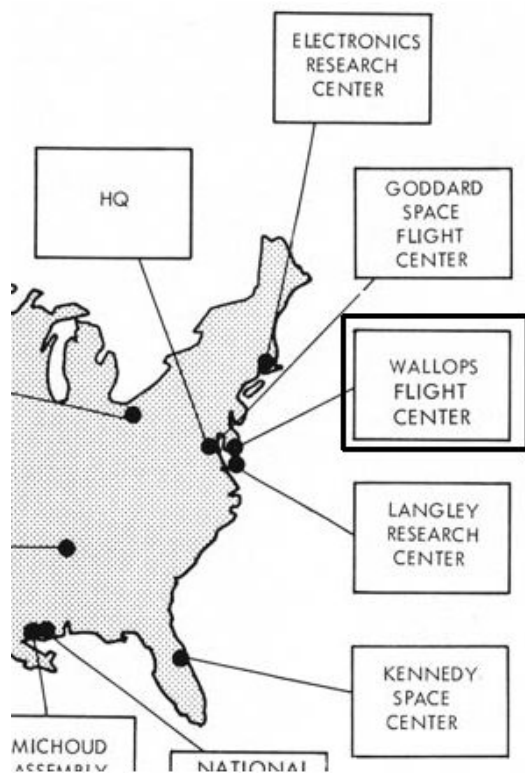 ELECTRONICS
RESEARCH
CENTER
HQ
GODDARD
SPACE
FLIGHT
CENTER
WALLOPS
FLIGHT
CENTER
LANGLEY
RESEARCH
CENTER
KENNEDY
SPACE
CENTER
MICHOUD
ASSEMBLY
NATIONAL